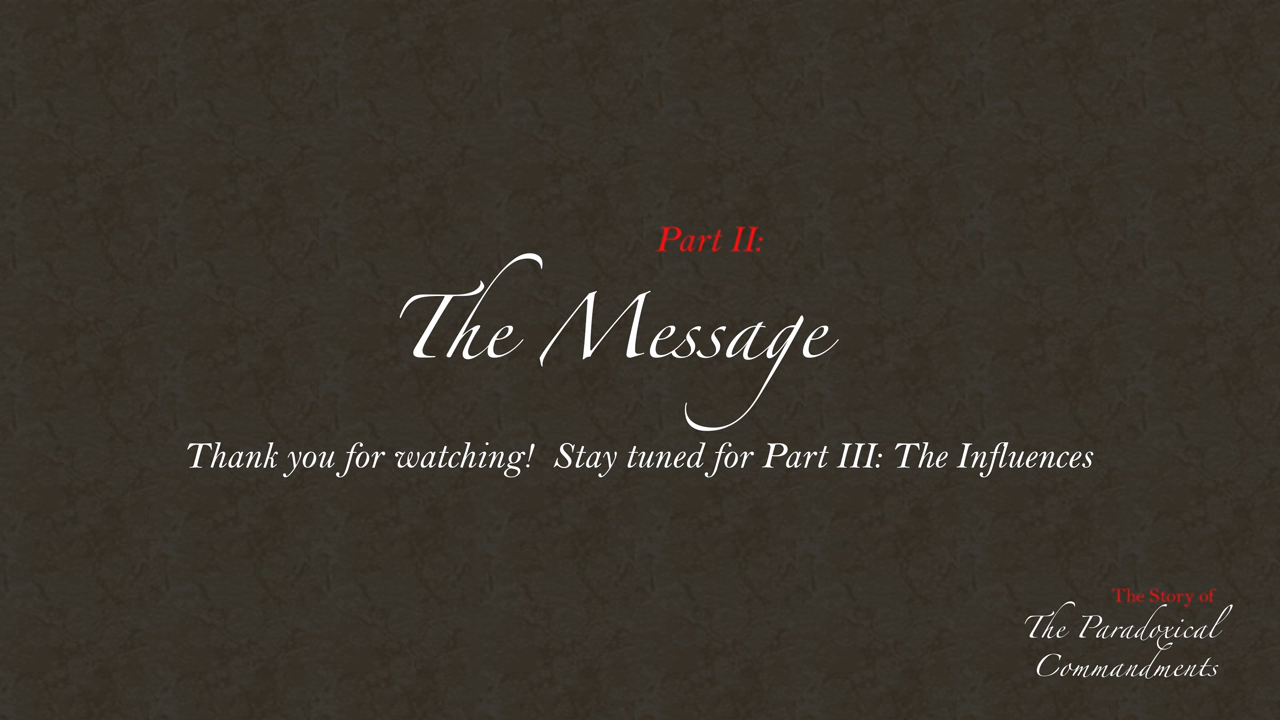 Part II:
The Message
Thank you for watching!  Stay tuned for Part III: The Influences
The Story of
The Paradoxical
Commandments